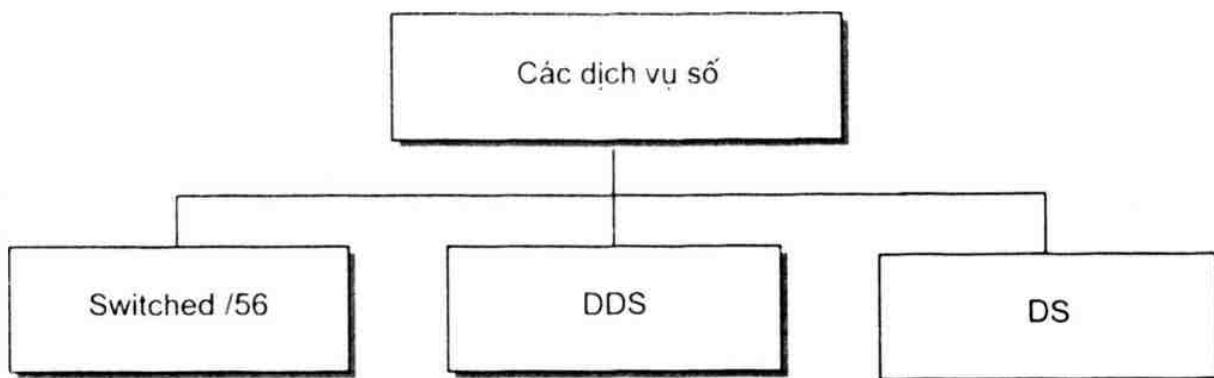 Các dịch vụ số
Switched /56
DDS
DS